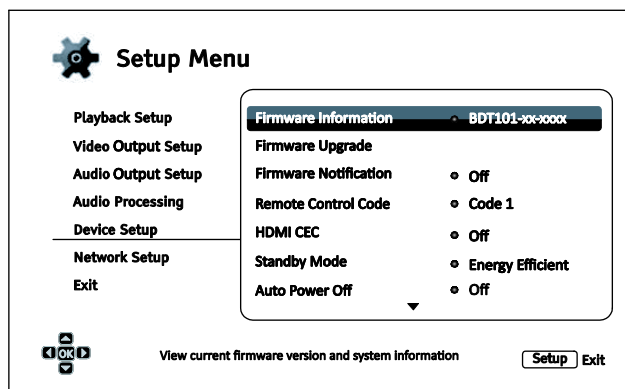 Setup Menu
Playback Setup
Video Output Setup
Audio Output Setup
Audio Processing
Device Setup
Network Setup
Exit
Firmware Information BDT101-xx-xxxx
Firmware Upgrade
Firmware Notification Off
Remote Control Code Code 1
HDMI CEC Off
Standby Mode Energy Efficient
Auto Power Off Off
OK
View current firmware version and system information
Setup Exit